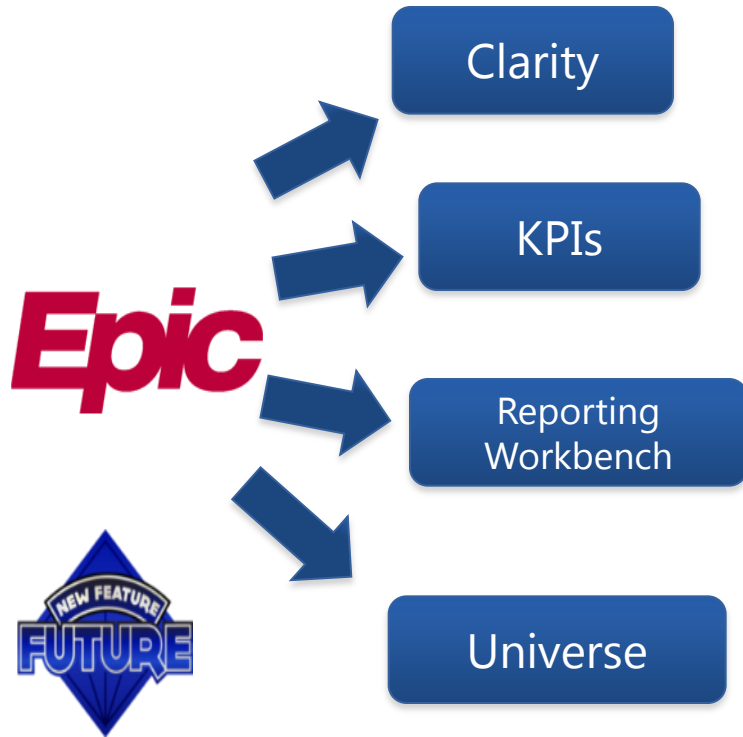 Clarity
KPIs
Epic
Reporting
Workbench
NEW FEATURE
FUTURE
Universe